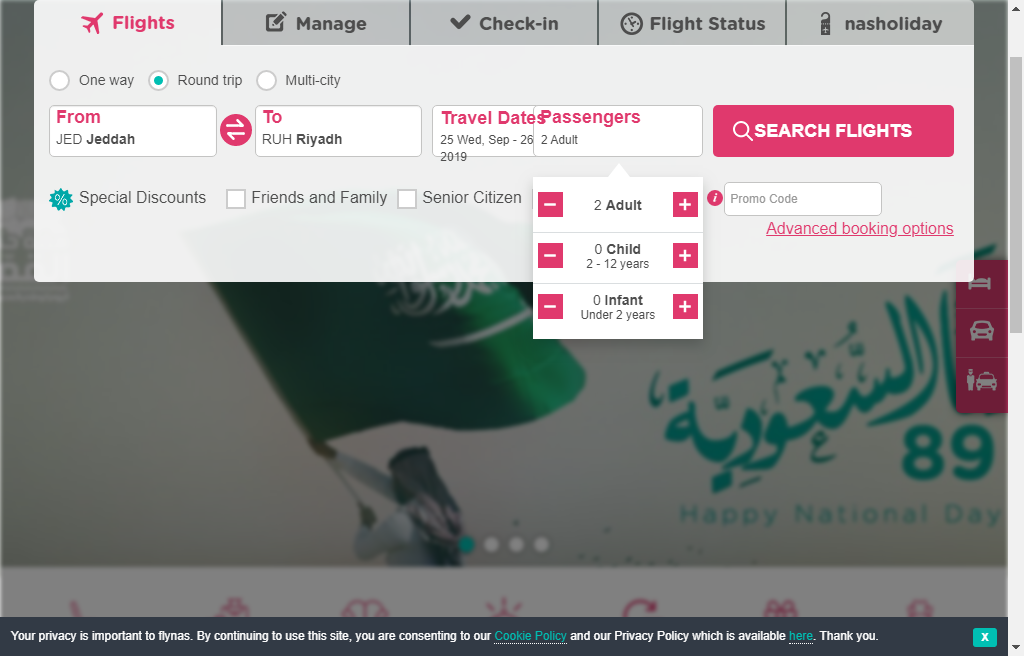 Flights
Manage
Check-in
Flight Status
nasholiday
One way
Round trip
Multi-city
From
JED Jeddah
To
RUH Riyadh
Travel Dates
25 Wed, Sep - 26
2019
Passengers
2 Adult
SEARCH FLIGHTS
%
Special Discounts
Friends and Family
Senior Citizen
i
Promo Code
Advanced booking options
2 Adult
0 Child
2 - 12 years
0 Infant
Under 2 years
السعودية
89
Happy National Day
Your privacy is important to flynas. By continuing to use this site, you are consenting to our Cookie Policy and our Privacy Policy which is available here. Thank you.
X